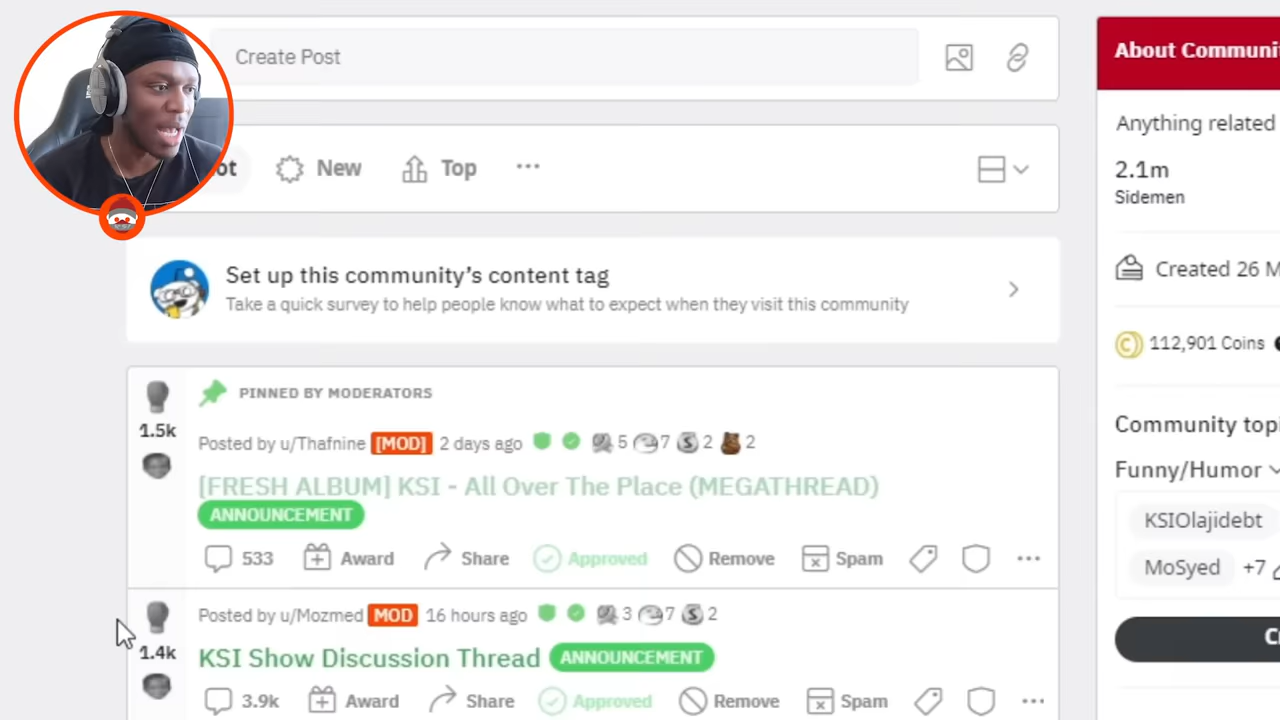 Create Post
ot New Top ...
Set up this community's content tag
Take a quick survey to help people know what to expect when they visit this community
PINNED BY MODERATORS
1.5k
Posted by u/Thafnine [MOD] 2 days ago 5 7 2 2
[FRESH ALBUM] KSI - All Over The Place (MEGATHREAD)
ANNOUNCEMENT
533 Award Share Approved Remove Spam ...
Posted by u/Mozmed MOD 16 hours ago 3 7 2
1.4k
KSI Show Discussion Thread ANNOUNCEMENT
3.9k Award Share Approved Remove Spam ...
About Communi
Anything related
2.1m
Sidemen
Created 26 M
112,901 Coins
Community topi
Funny/Humor
KSIOlajidebt
MoSyed +7
C